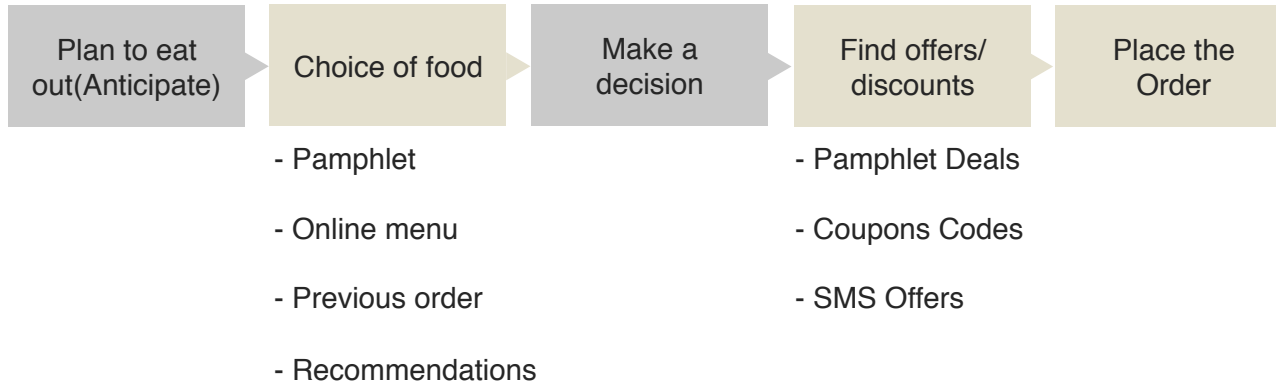 Plan to eat
out(Anticipate)
Choice of food
Make a
decision
Find offers/
discounts
Place the
Order
- Pamphlet
- Online menu
- Previous order
- Recommendations
- Pamphlet Deals
- Coupons Codes
- SMS Offers